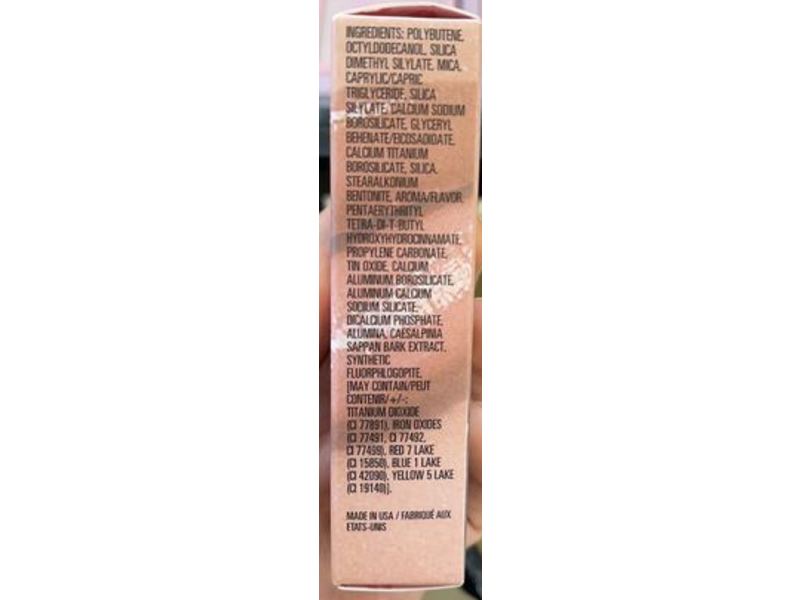 INGREDIENTS: POLYBUTENE,
OCTYLDODECANOL, SILICA
DIMETHYL SILYLATE, MICA,
CAPRYLIC/CAPRIC
TRIGLYCERIDE, SILICA
SILYLATE, CALCIUM SODIUM
BOROSILICATE, GLYCERYL
BEHENATE/EICOSADIOATE,
CALCIUM TITANIUM
BOROSILICATE, SILICA,
STEARALKONIUM
BENTONITE, AROMA/FLAVOR,
PENTAERYTHRITYL
TETRA-DI-T-BUTYL
HYDROXYHYDROCINNAMATE,
PROPYLENE CARBONATE,
TIN OXIDE, CALCIUM
ALUMINUM BOROSILICATE,
ALUMINUM CALCIUM
SODIUM SILICATE,
DICALCIUM PHOSPHATE,
ALUMINA, CAESALPINIA
SAPPAN BARK EXTRACT,
SYNTHETIC
FLUORPHLOGOPITE,
[MAY CONTAIN/PEUT
CONTENIR/+/-:
TITANIUM DIOXIDE
(CI 77891), IRON OXIDES
(CI 77491, CI 77492,
CI 77499), RED 7 LAKE
(CI 15850), BLUE 1 LAKE
(CI 42090), YELLOW 5 LAKE
(CI 19140)].
MADE IN USA / FABRIQUÉ AUX
ETATS-UNIS